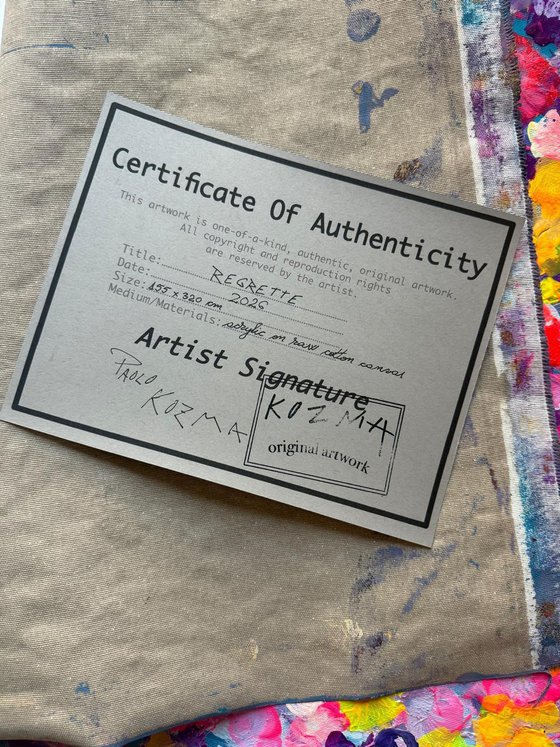 Certificate Of Authenticity
This artwork is one-of-a-kind, authentic, original artwork.
All copyright and reproduction rights
are reserved by the artist.
Title: REGRETTE
Date: 2026
Size: 155 x 320 cm
Medium/Materials: acrylic on raw cotton canvas
Artist Signature
PAOLO
KOZMA
KOZMA
original artwork